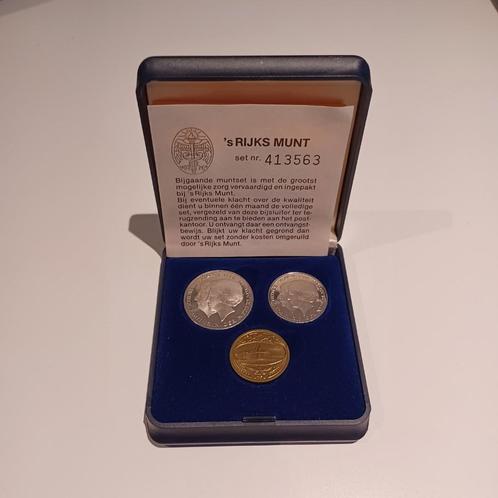 's RIJKS MUNT
set nr. 413563
Bijgaande muntset is met de grootst
mogelijke zorg vervaardigd en ingepakt
bij 's Rijks Munt.
Bij eventuele klacht over de kwaliteit
dient u binnen één maand de volledige
set, vergezeld van deze bijsluiter ter te-
rugzending aan te bieden aan het post-
kantoor. U ontvangt daar een ontvangst-
bewijs. Blijkt uw klacht gegrond dan
wordt uw set zonder kosten omgeruild
door 's Rijks Munt.